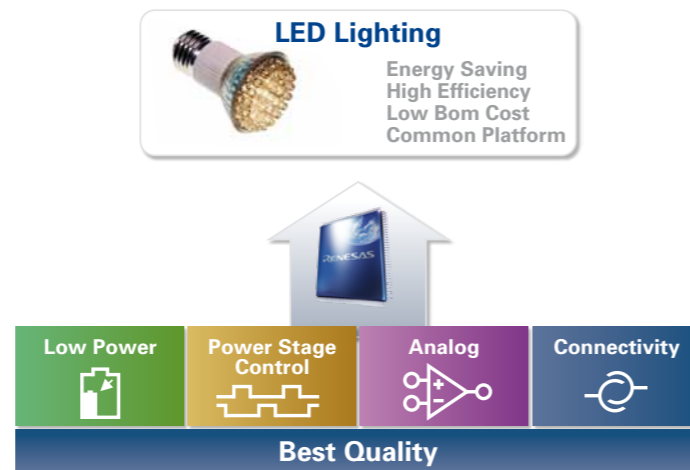 LED Lighting
Energy Saving
High Efficiency
Low Bom Cost
Common Platform
RENESAS
Low Power
Power Stage
Control
Analog
Connectivity
Best Quality